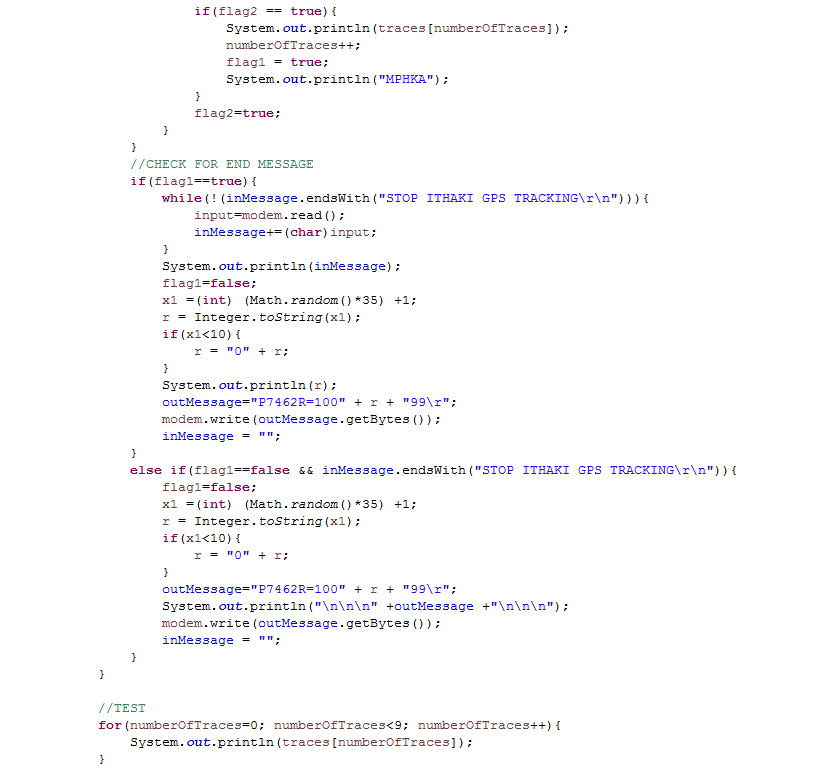 if(flag2 == true){
System.out.println(traces[numberOfTraces]);
numberOfTraces++;
flag1 = true;
System.out.println("MPHKA");
}
flag2=true;
}
}
//CHECK FOR END MESSAGE
if(flag1==true){
while(!(inMessage.endsWith("STOP ITHAKI GPS TRACKING\r\n"))){
input=modem.read();
inMessage+=(char)input;
}
System.out.println(inMessage);
flag1=false;
x1 =(int) (Math.random()*35) +1;
r = Integer.toString(x1);
if(x1<10){
r = "0" + r;
}
System.out.println(r);
outMessage="P7462R=100" + r + "99\r";
modem.write(outMessage.getBytes());
inMessage = "";
}
else if(flag1==false && inMessage.endsWith("STOP ITHAKI GPS TRACKING\r\n")){
flag1=false;
x1 =(int) (Math.random()*35) +1;
r = Integer.toString(x1);
if(x1<10){
r = "0" + r;
}
outMessage="P7462R=100" + r + "99\r";
System.out.println("\n\n\n" +outMessage +"\n\n\n");
modem.write(outMessage.getBytes());
inMessage = "";
}
}
//TEST
for(numberOfTraces=0; numberOfTraces<9; numberOfTraces++){
System.out.println(traces[numberOfTraces]);
}